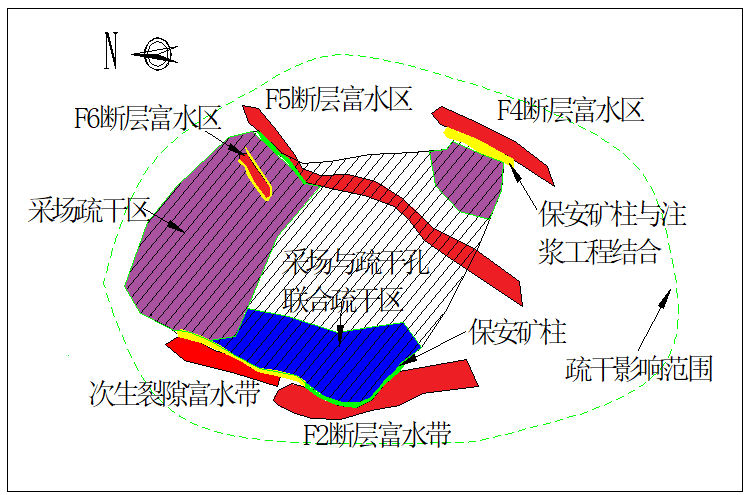 N
F5断层富水区
F4断层富水区
F6断层富水区
采场疏干区
保安矿柱与注
浆工程结合
采场与疏干孔
联合疏干区
保安矿柱
疏干影响范围
次生裂隙富水带
F2断层富水带